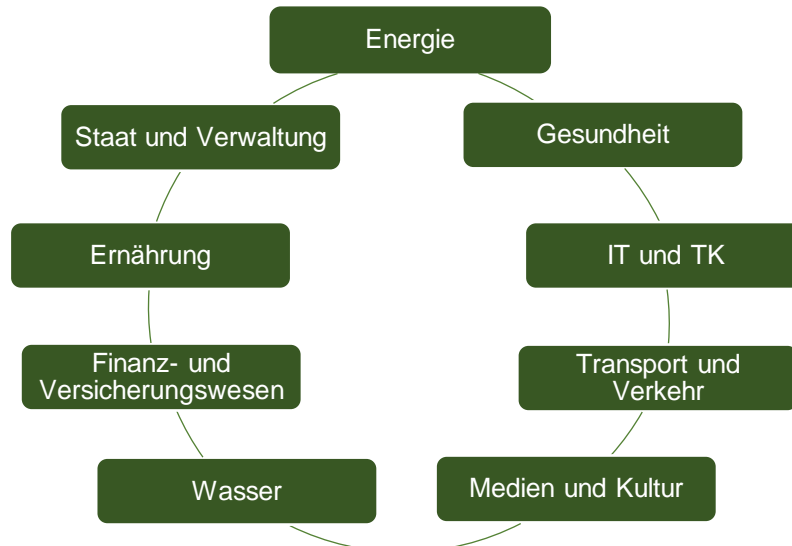 Energie
Staat und Verwaltung
Gesundheit
Ernährung
IT und TK
Finanz- und
Versicherungswesen
Transport und
Verkehr
Wasser
Medien und Kultur